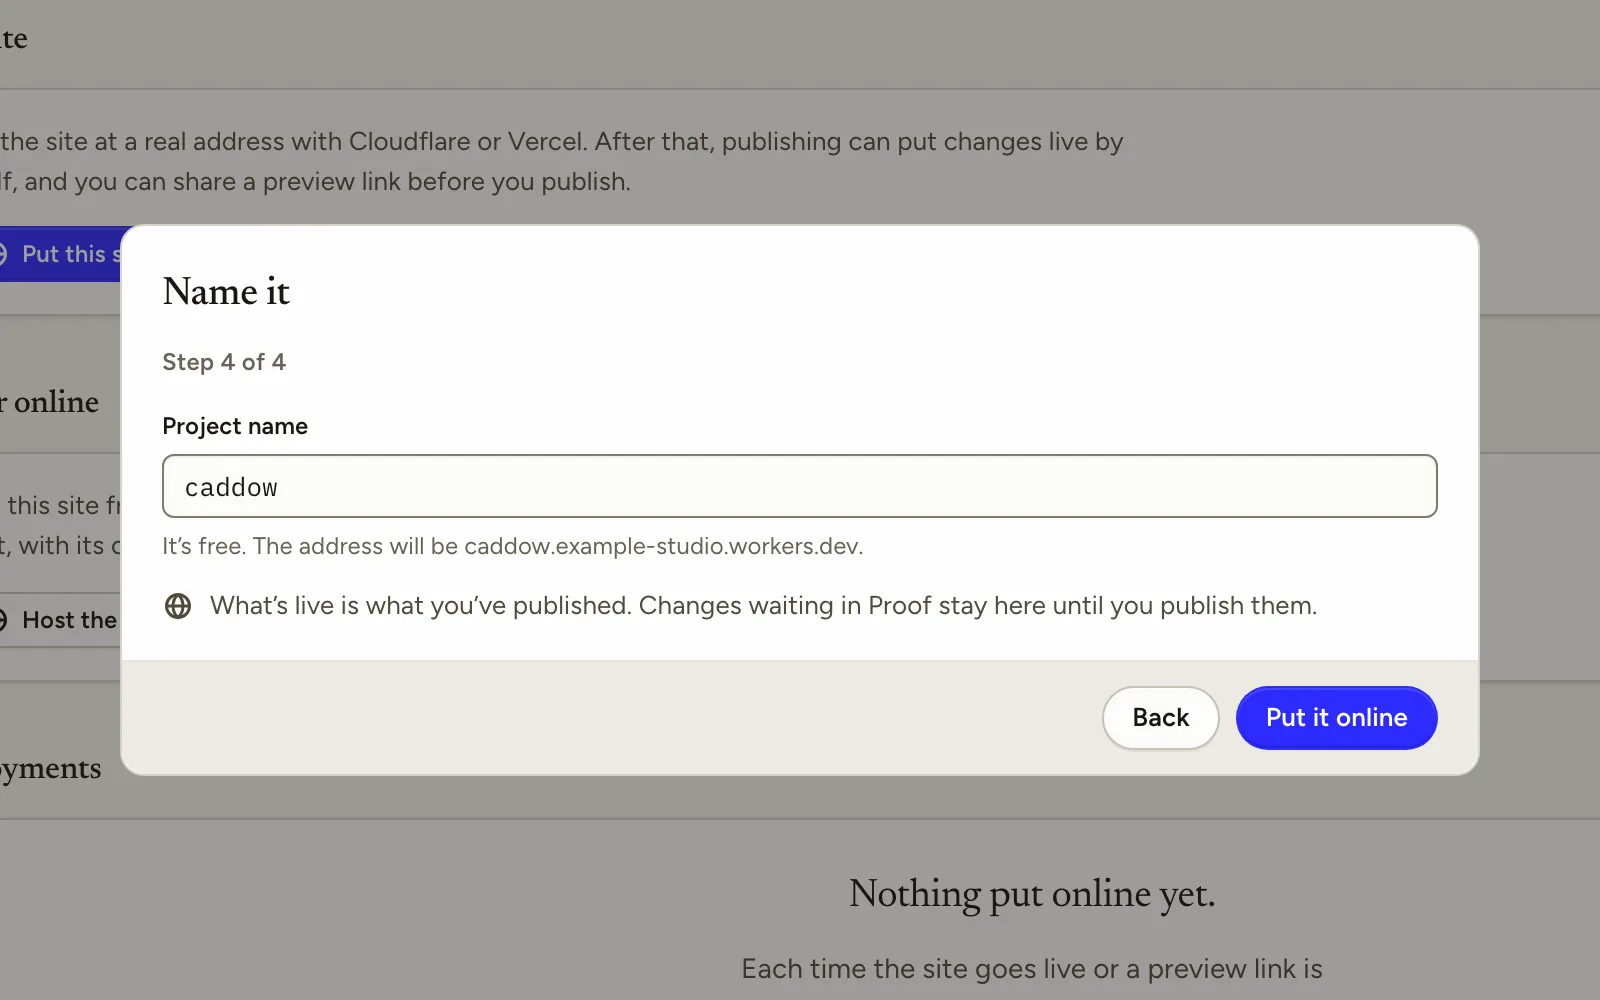 ite
the site at a real address with Cloudflare or Vercel. After that, publishing can put changes live by
lf, and you can share a preview link before you publish.
Put this s
Name it
Step 4 of 4
r online
Project name
caddow
this site fr
It's free. The address will be caddow.example-studio.workers.dev.
t, with its c
What's live is what you've published. Changes waiting in Proof stay here until you publish them.
Host the
Back
Put it online
oyments
Nothing put online yet.
Each time the site goes live or a preview link is